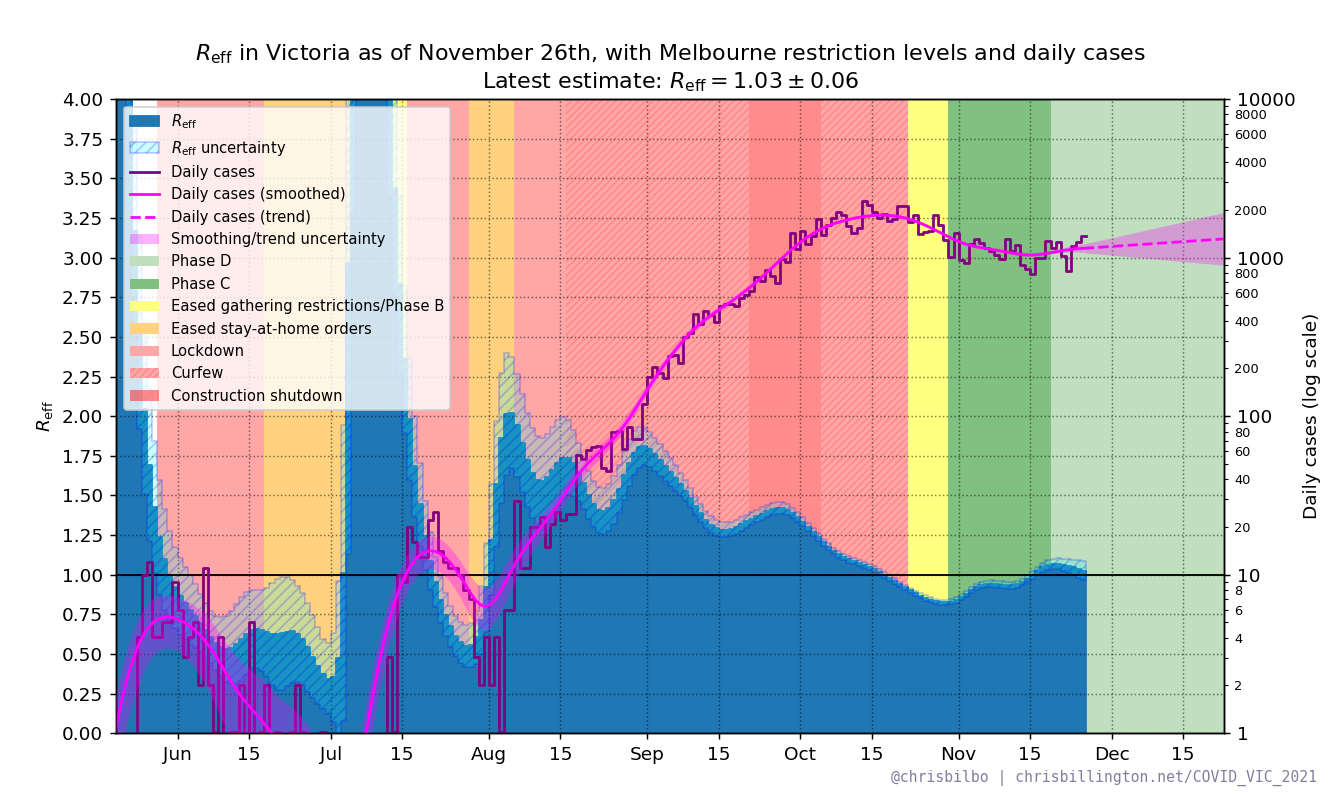 Reff in Victoria as of November 26th, with Melbourne restriction levels and daily cases
Latest estimate: Reff = 1.03 ± 0.06
4.00
3.75
3.50
3.25
3.00
2.75
2.50
2.25
2.00
1.75
1.50
1.25
1.00
0.75
0.50
0.25
0.00
Reff
Reff
Reff uncertainty
Daily cases
Daily cases (smoothed)
Daily cases (trend)
Smoothing/trend uncertainty
Phase D
Phase C
Eased gathering restrictions/Phase B
Eased stay-at-home orders
Lockdown
Curfew
Construction shutdown
10000
8000
6000
4000
2000
1000
800
600
400
200
100
80
60
40
20
10
8
6
4
2
1
Daily cases (log scale)
Jun 15 Jul 15 Aug 15 Sep 15 Oct 15 Nov 15 Dec 15
@chrisbilbo | chrisbillington.net/COVID_VIC_2021